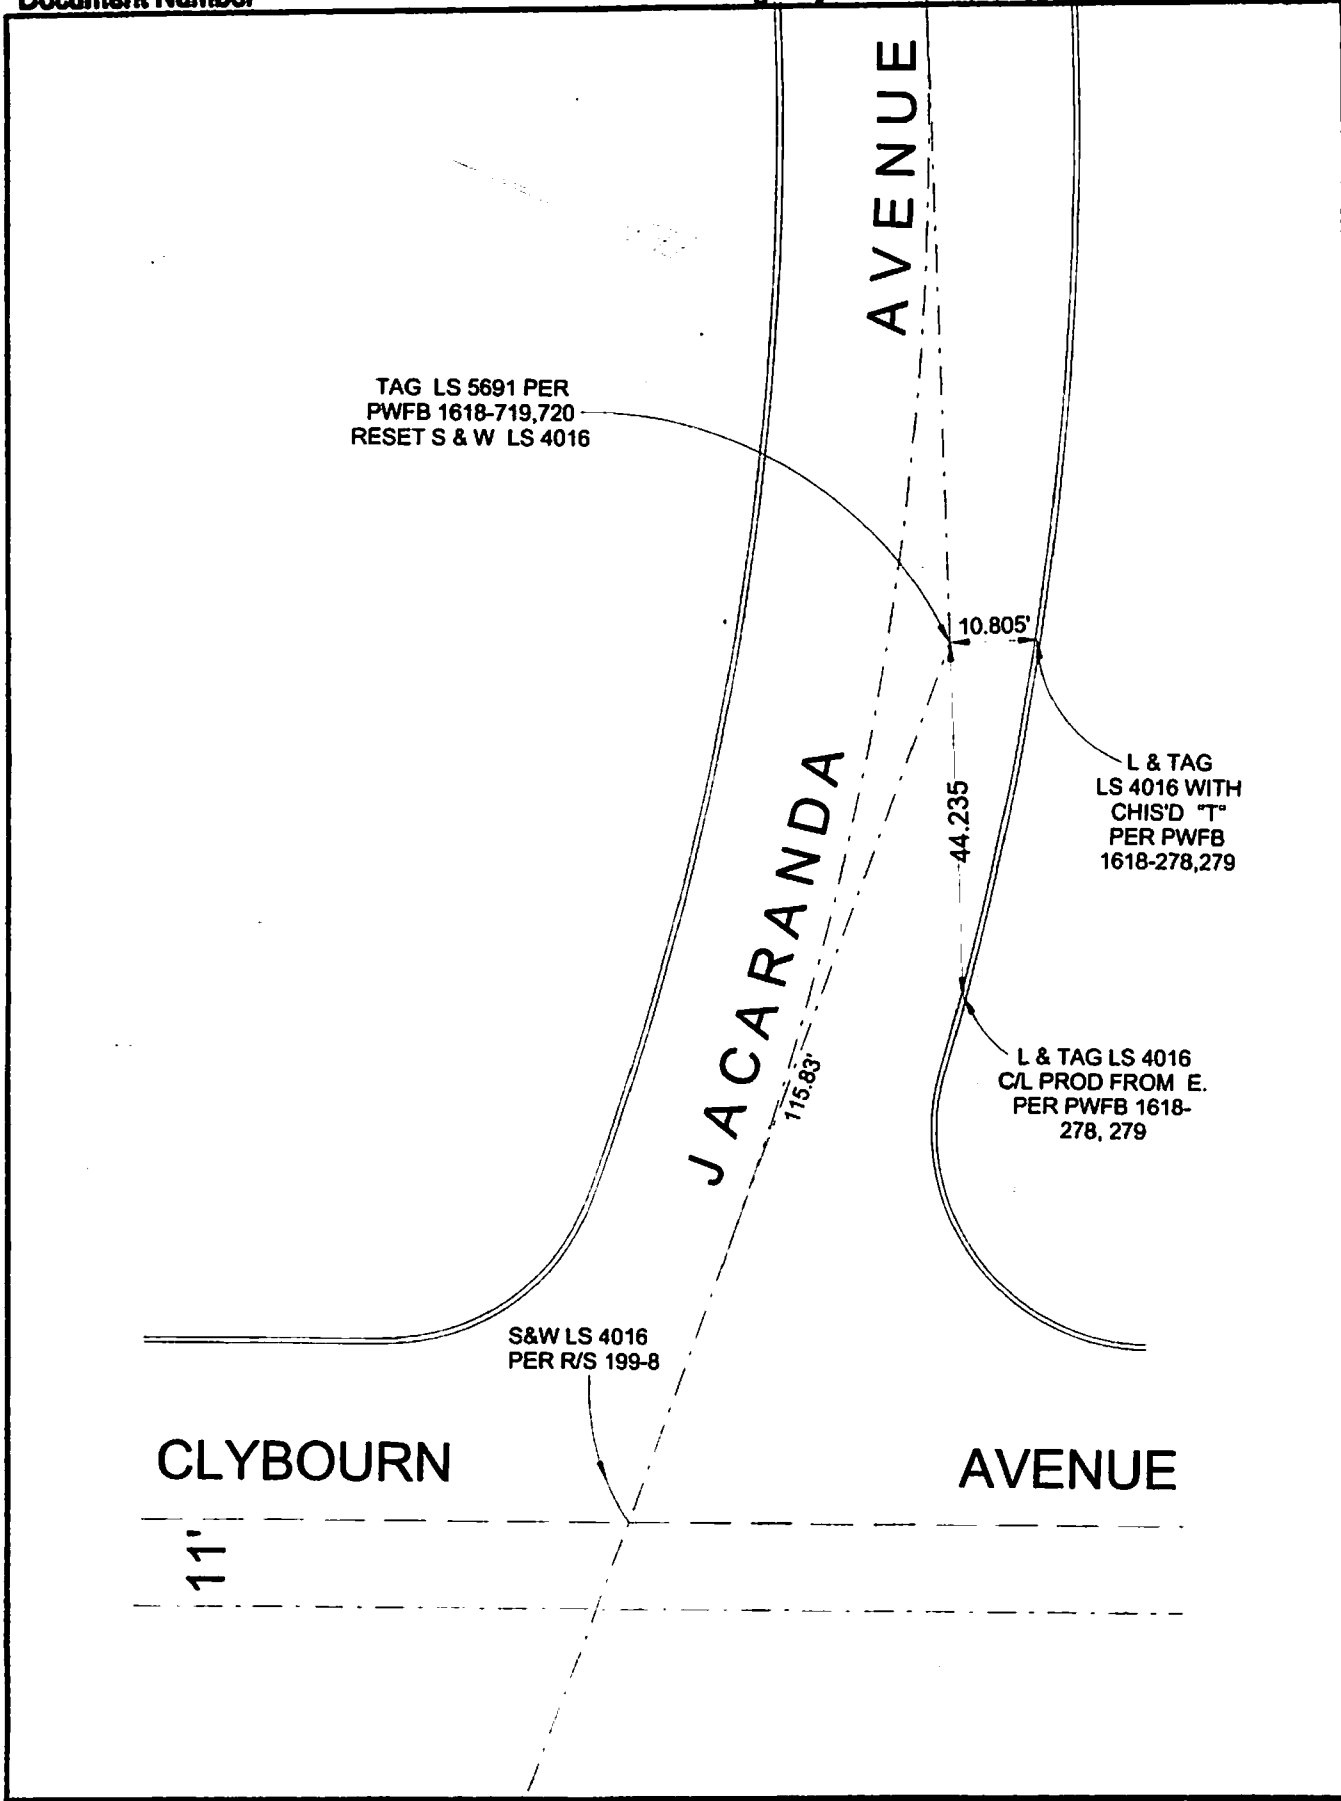 Document Number
AVENUE
TAG LS 5691 PER
PWFB 1618-719,720
RESET S & W LS 4016
10.805'
L & TAG
LS 4016 WITH
CHIS'D "T"
PER PWFB
1618-278,279
44.235
JACARANDA
115.83'
L & TAG LS 4016
C/L PROD FROM E.
PER PWFB 1618-
278, 279
S&W LS 4016
PER R/S 199-8
CLYBOURN AVENUE
11'